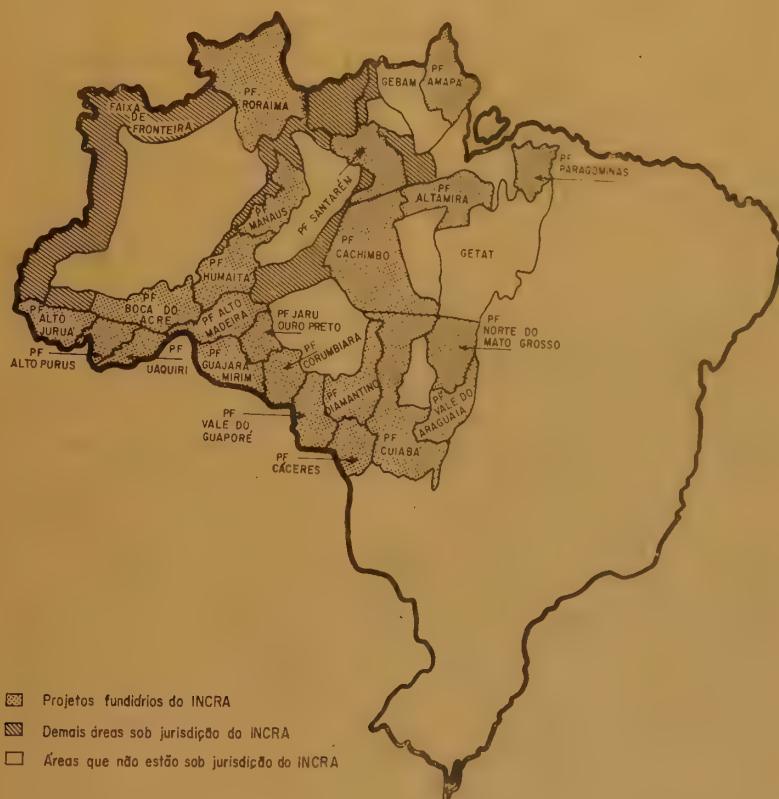 FAIXA
DE
FRONTEIRA
PF.
RORAIMA
GEBAM
PF
AMAPÁ
PF
PARAGOMINAS
PF
MANAUS
PF SANTARÉM
PF
ALTAMIRA
PF
CACHIMBO
GETAT
PF
HUMAITÁ
PF
ALTO
JURUÁ
PF
BOCA DO
ACRE
PF ALTO
MADEIRA
PF JARU
OURO PRETO
PF
CORUMBIARA
PF
NORTE DO
MATO GROSSO
PF
ALTO PURUS
PF
UAQUIRI
PF
GUAJARÁ
MIRIM
PF
DIAMANTINO
PF
VALE DO
ARAGUAIA
PF
VALE DO
GUAPORÉ
PF
CUIABÁ
PF
CÁCERES
Projetos fundiários do INCRA
Demais áreas sob jurisdição do INCRA
Áreas que não estão sob jurisdição do INCRA